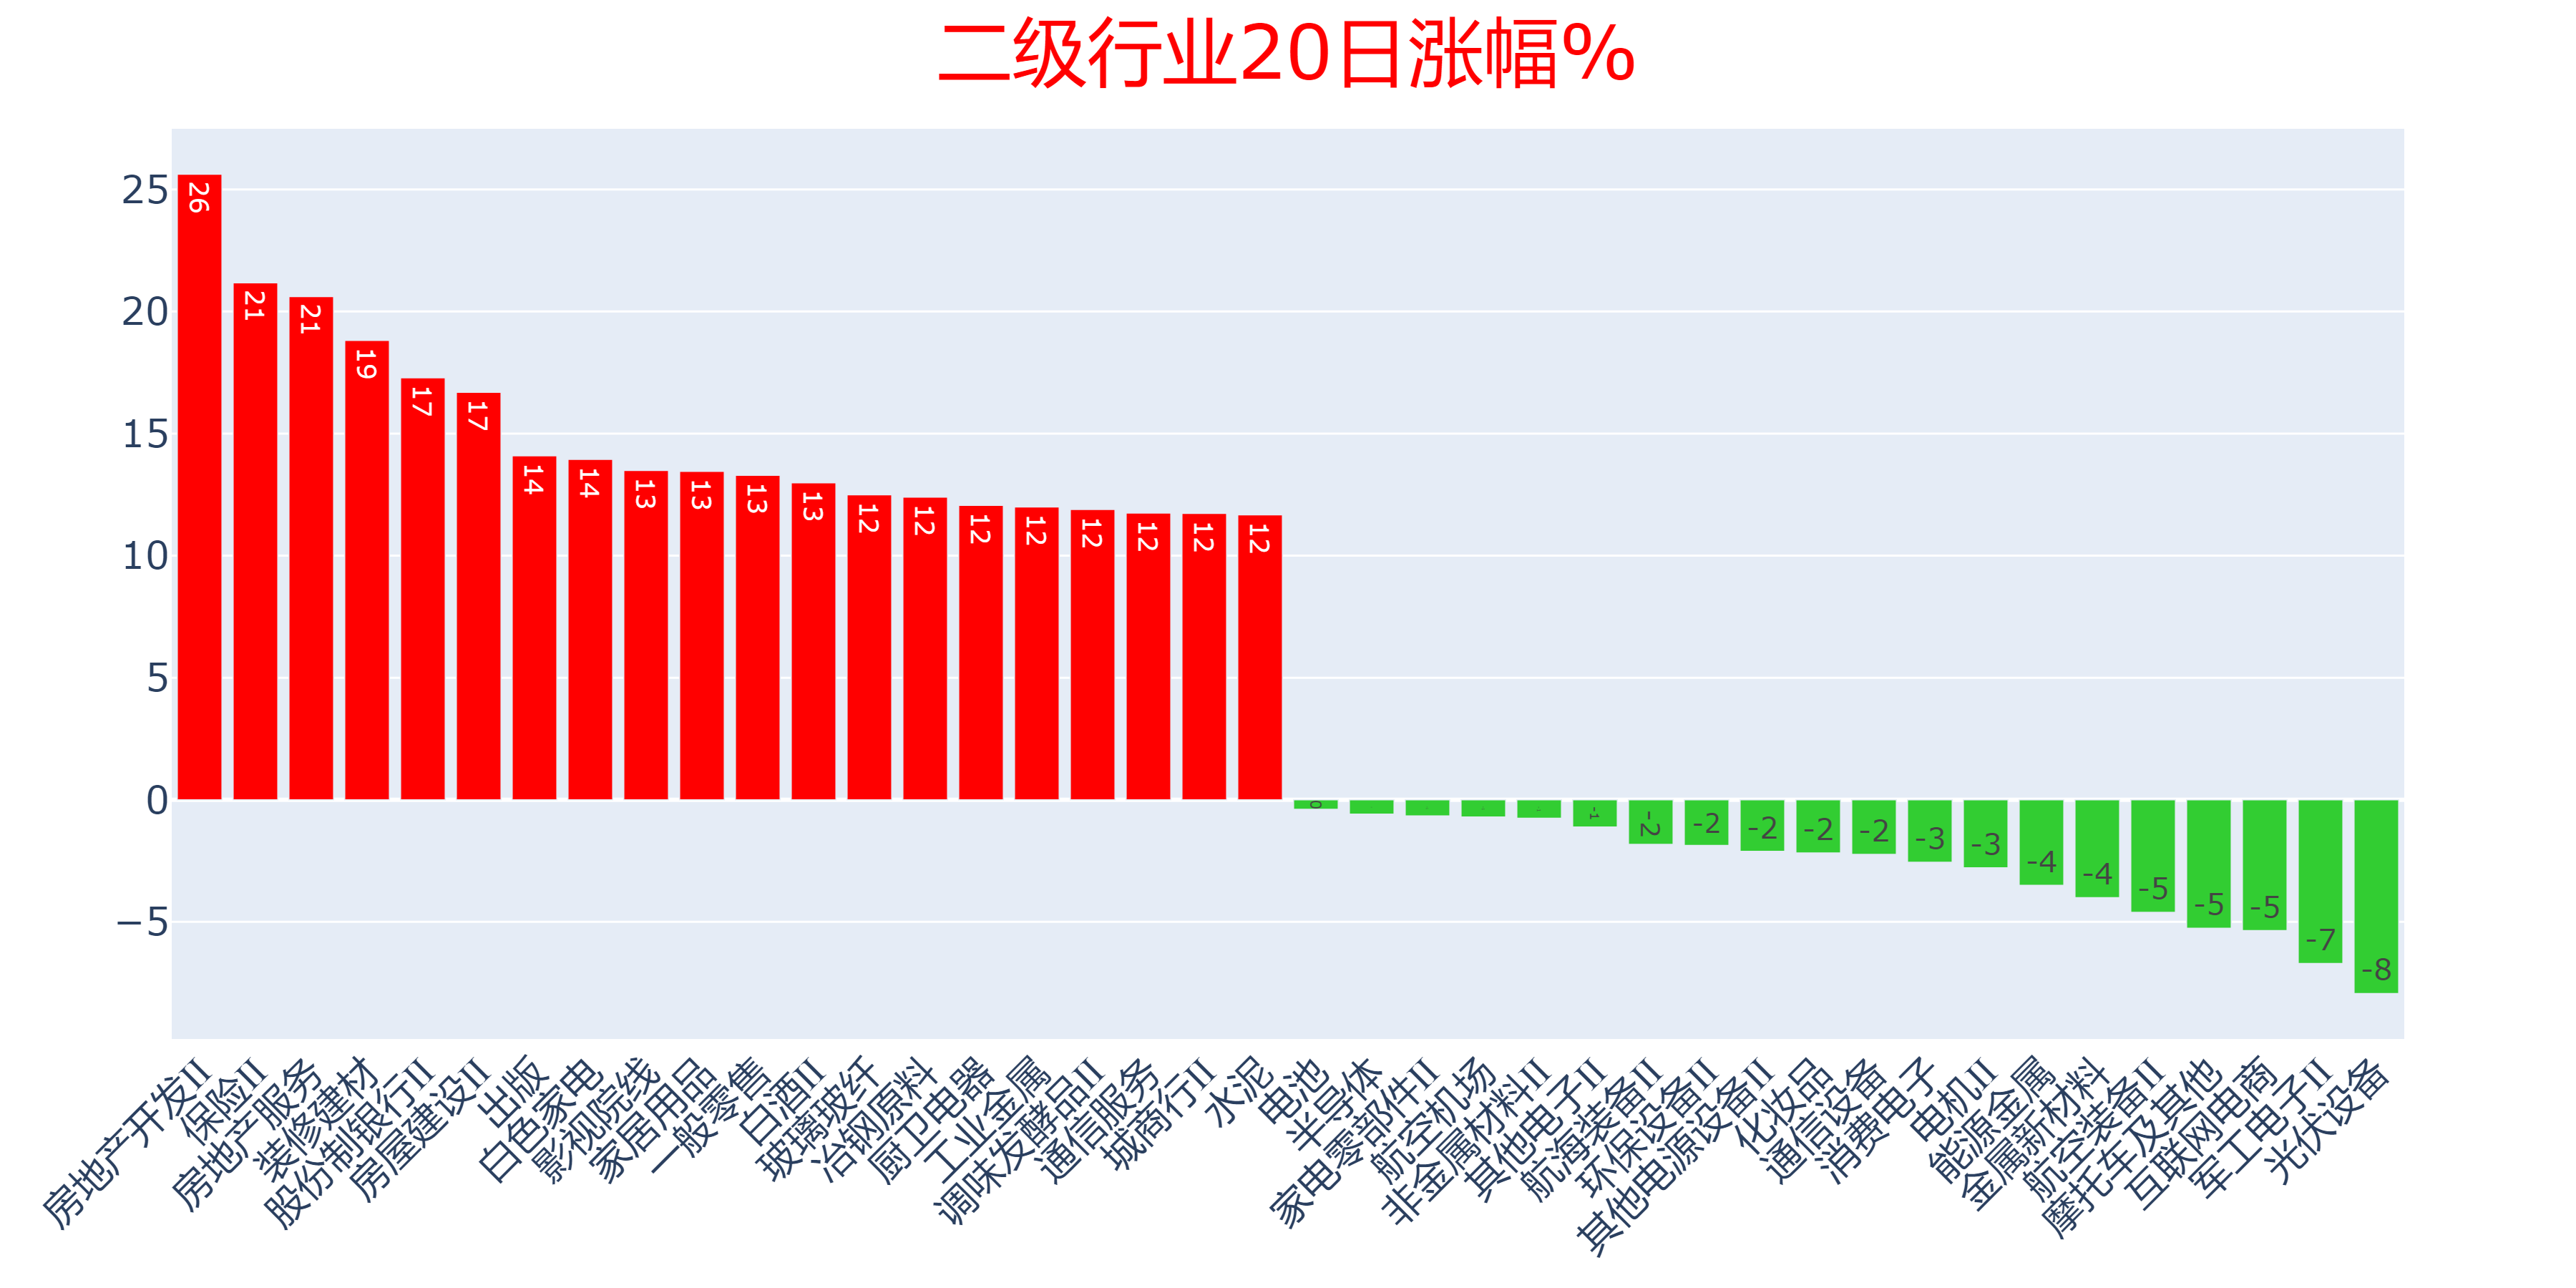 二级行业20日涨幅%
25
20
15
10
5
0
−5
26
21
21
19
17
17
14
14
13
13
13
13
12
12
12
12
12
12
12
12
0
-1
-2
-2
-2
-2
-2
-3
-3
-4
-4
-5
-5
-5
-7
-8
房地产开发Ⅱ
保险Ⅱ
房地产服务
装修建材
股份制银行Ⅱ
房屋建设Ⅱ
出版
白色家电
影视院线
家居用品
一般零售
白酒Ⅱ
玻璃玻纤
冶钢原料
厨卫电器
工业金属
调味发酵品Ⅱ
通信服务
城商行Ⅱ
水泥
电池
半导体
家电零部件Ⅱ
航空机场
非金属材料Ⅱ
其他电子Ⅱ
航海装备Ⅱ
环保设备Ⅱ
其他电源设备Ⅱ
化妆品
通信设备
消费电子
电机Ⅱ
能源金属
金属新材料
航空装备Ⅱ
摩托车及其他
互联网电商
军工电子Ⅱ
光伏设备